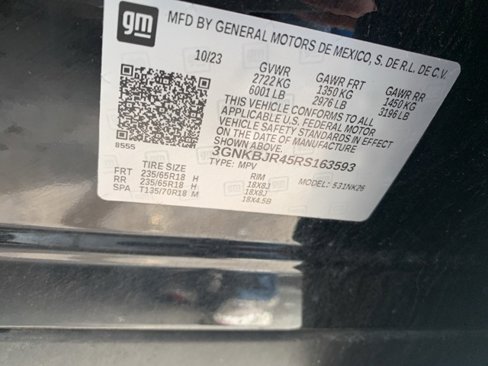 gm
MFD BY GENERAL MOTORS DE MEXICO, S. DE R.L. DE C.V.
10/23 GVWR GAWR FRT GAWR RR
2722 KG 1350 KG 1450 KG
6001 LB 2976 LB 3196 LB
THIS VEHICLE CONFORMS TO ALL
APPLICABLE U.S. FEDERAL MOTOR
VEHICLE SAFETY STANDARDS IN EFFECT
ON THE DATE OF MANUFACTURE
8555 3GNKBJR45RS163593
TYPE: MPV MODEL: 531NK26
TIRE SIZE RIM
FRT 235/65R18 H 18X8J
RR 235/65R18 H 18X8J
SPA T135/70R18 M 18X4.5B